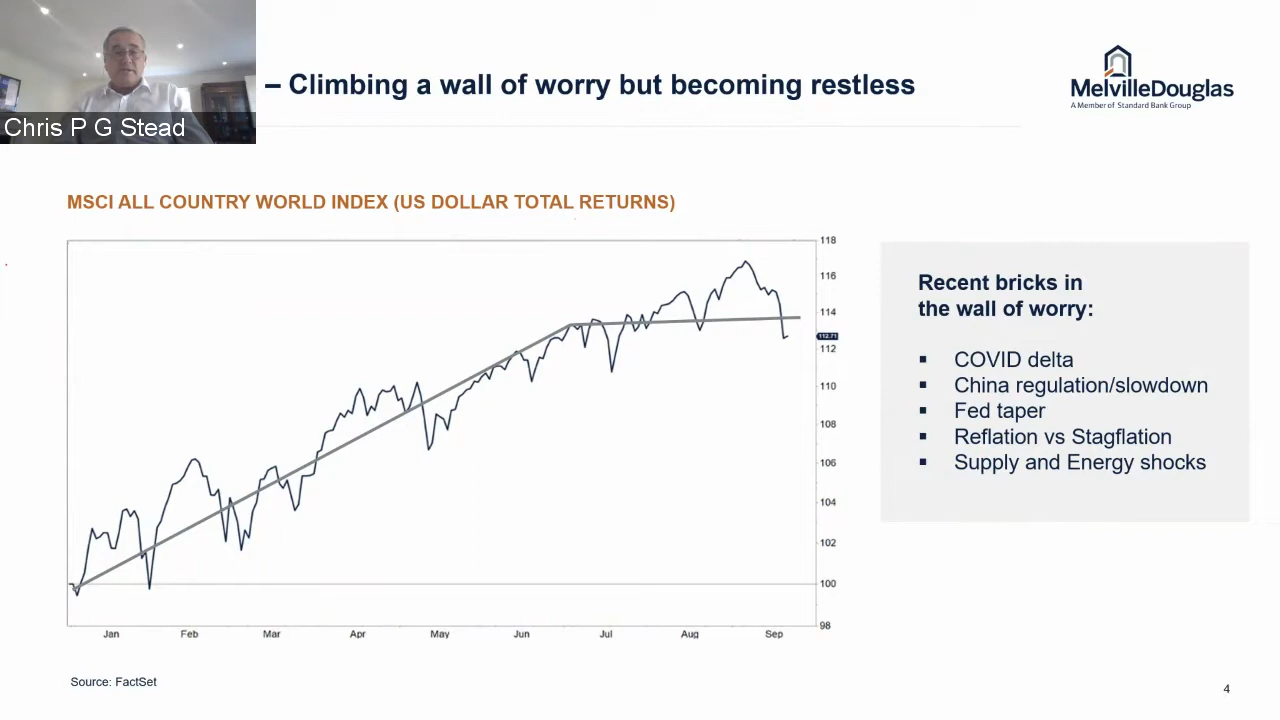 – Climbing a wall of worry but becoming restless
MelvilleDouglas
A Member of Standard Bank Group
Chris P G Stead
MSCI ALL COUNTRY WORLD INDEX (US DOLLAR TOTAL RETURNS)
118
116
114
112.71
112
110
108
106
104
102
100
98
Jan Feb Mar Apr May Jun Jul Aug Sep
Recent bricks in
the wall of worry:
▪ COVID delta
▪ China regulation/slowdown
▪ Fed taper
▪ Reflation vs Stagflation
▪ Supply and Energy shocks
Source: FactSet
4